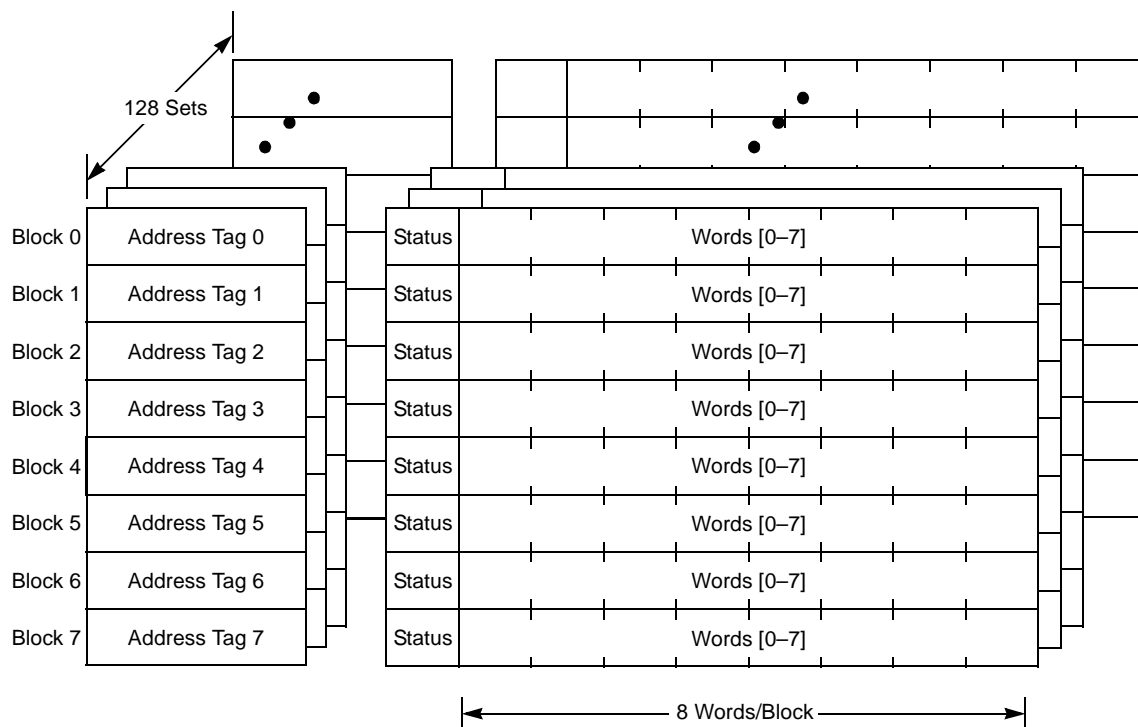 128 Sets
Block 0 Address Tag 0 Status Words [0–7]
Block 1 Address Tag 1 Status Words [0–7]
Block 2 Address Tag 2 Status Words [0–7]
Block 3 Address Tag 3 Status Words [0–7]
Block 4 Address Tag 4 Status Words [0–7]
Block 5 Address Tag 5 Status Words [0–7]
Block 6 Address Tag 6 Status Words [0–7]
Block 7 Address Tag 7 Status Words [0–7]
8 Words/Block